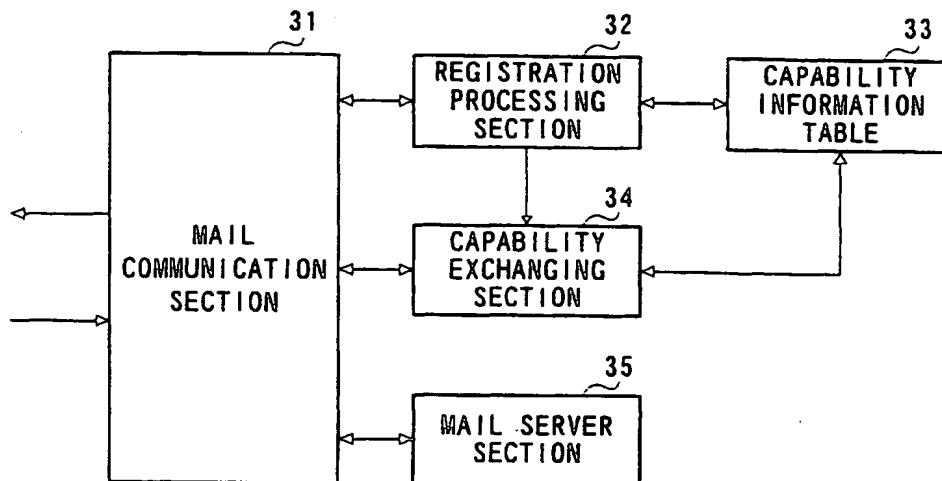 31
MAIL
COMMUNICATION
SECTION
32
REGISTRATION
PROCESSING
SECTION
33
CAPABILITY
INFORMATION
TABLE
34
CAPABILITY
EXCHANGING
SECTION
35
MAIL SERVER
SECTION